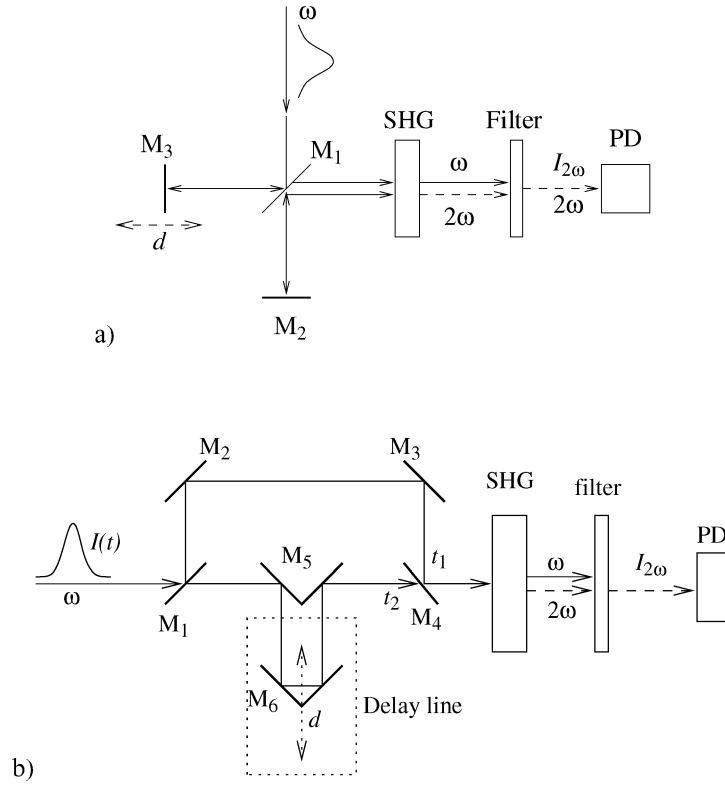 ω
SHG
Filter
PD
M₃
M₁
ω
I₂ω
2ω
2ω
d
M₂
a)
M₂
M₃
SHG
filter
PD
I(t)
M₅
t₁
ω
I₂ω
ω
t₂
2ω
M₁
M₄
M₆
d
Delay line
b)